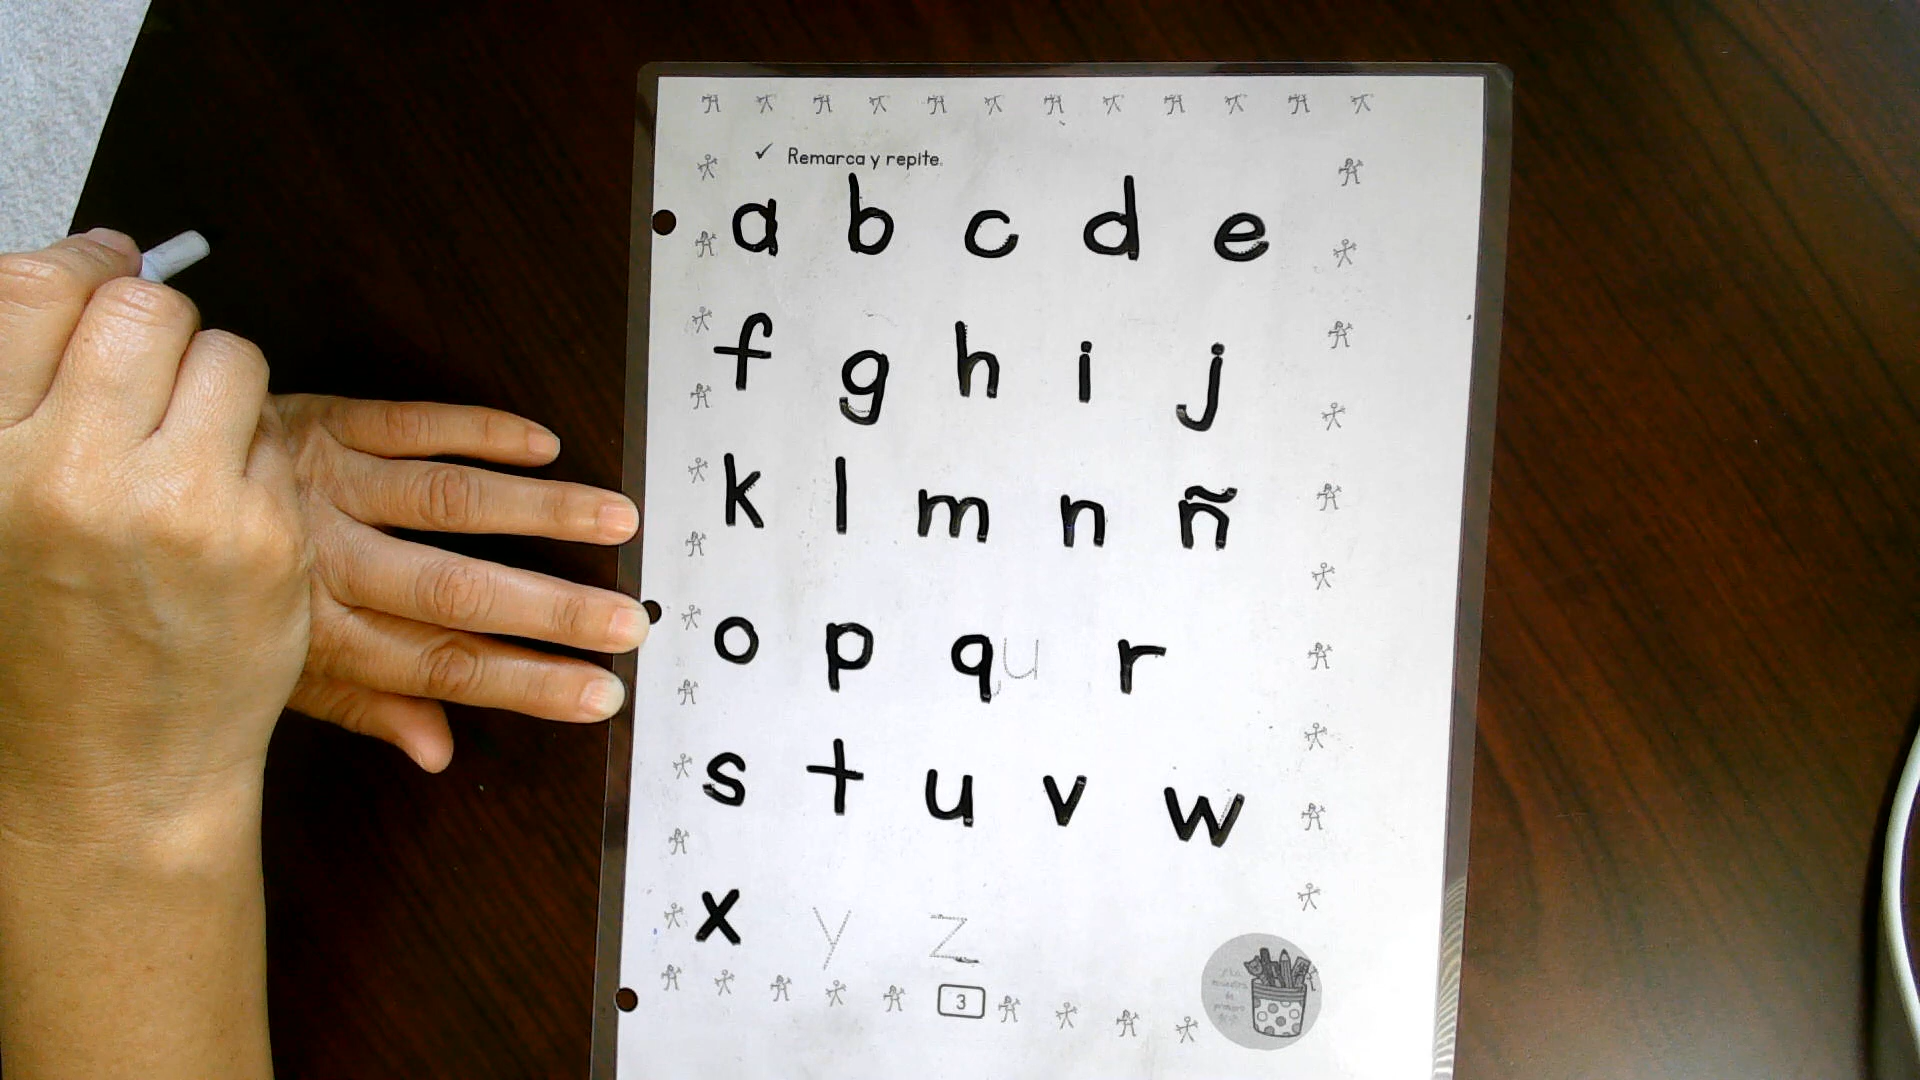 ✓ Remarca y repite.
a b c d e
f g h i j
k l m n ñ
o p qu r
s t u v w
x y z
3